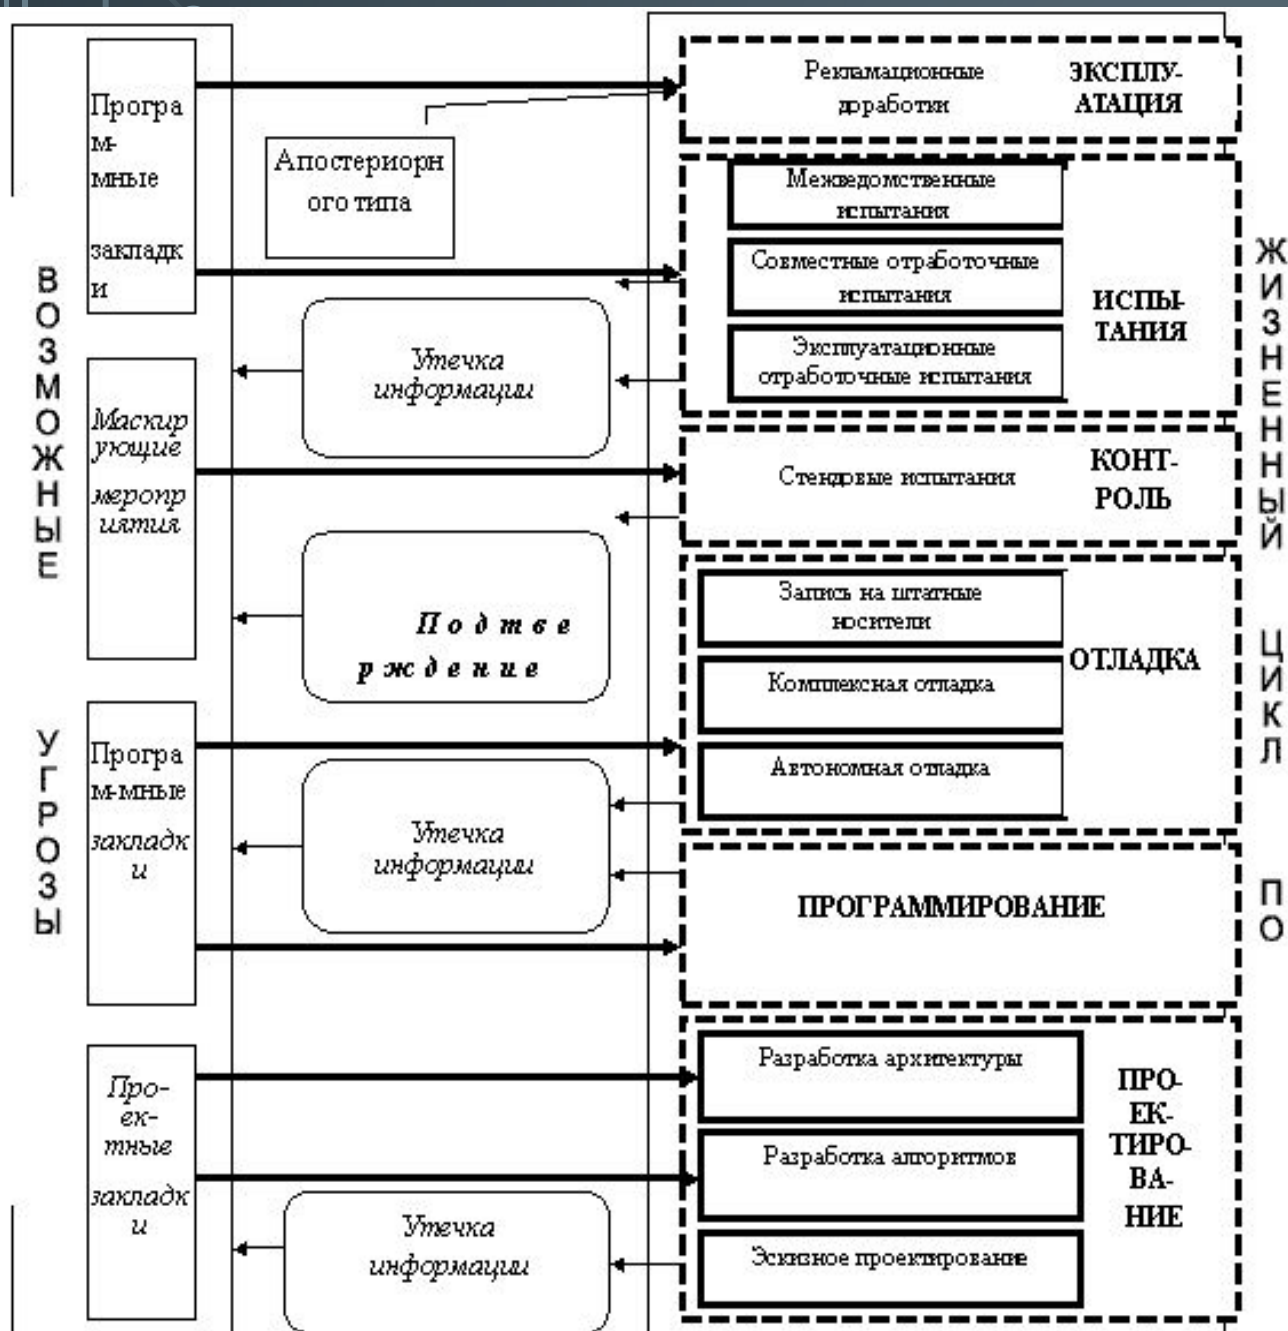 ВОЗМОЖНЫЕ
УГРОЗЫ
Програ
м-
мные
закладк
и
Апостериорн
ого типа
Утечка
информации
Маскир
ующие
меропр
иятия
Подтве
рждение
Програ
м-мные
закладк
и
Утечка
информации
Про-
ек-
тные
закладк
и
Утечка
информации
Рекламационные
доработки
ЭКСПЛУ-
АТАЦИЯ
Межведомственные
испытания
Совместные отработочные
испытания
Эксплуатационные
отработочные испытания
ИСПЫ-
ТАНИЯ
Стендовые испытания
КОНТ-
РОЛЬ
Запись на штатные
носители
Комплексная отладка
Автономная отладка
ОТЛАДКА
ПРОГРАММИРОВАНИЕ
Разработка архитектуры
Разработка алгоритмов
Эскизное проектирование
ПРО-
ЕК-
ТИРО-
ВА-
НИЕ
ЖИЗНЕННЫЙ
ЦИКЛ
ПО